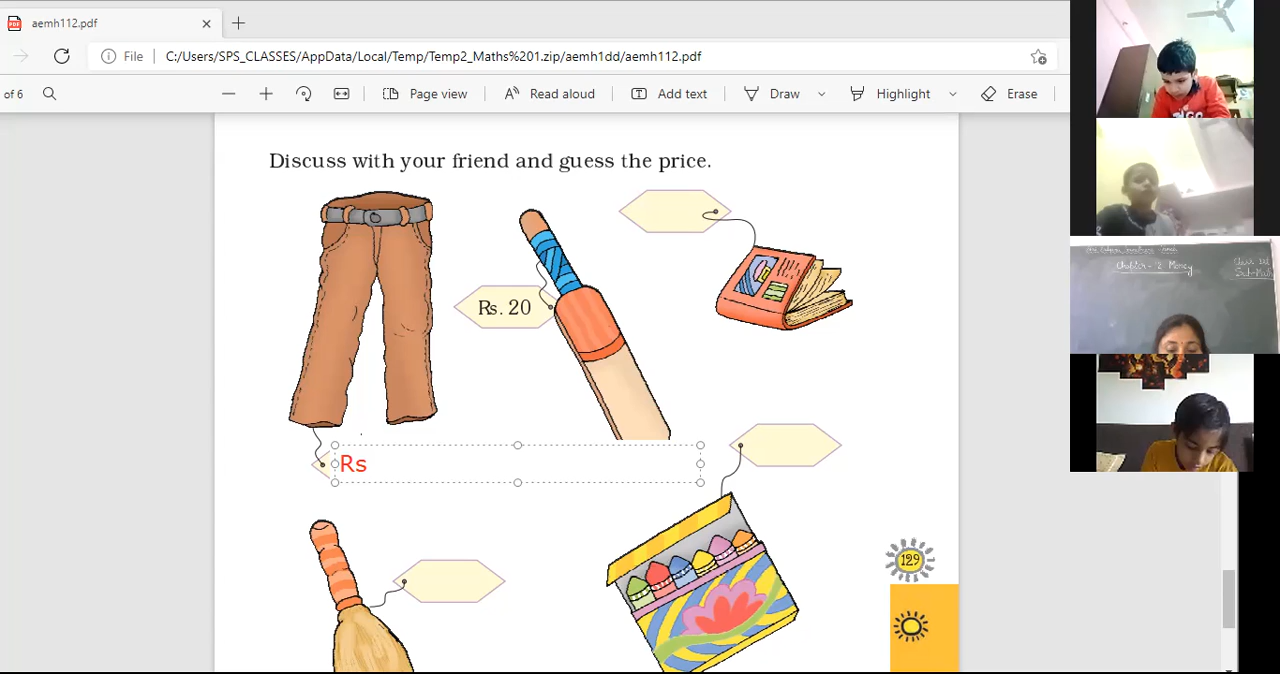 aemh112.pdf
File C:/Users/SPS_CLASSES/AppData/Local/Temp/Temp2_Maths%201.zip/aemh1dd/aemh112.pdf
of 6 Page view Read aloud Add text Draw Highlight Erase
Discuss with your friend and guess the price.
Rs. 20
Rs
129
Chapter - 12 Money